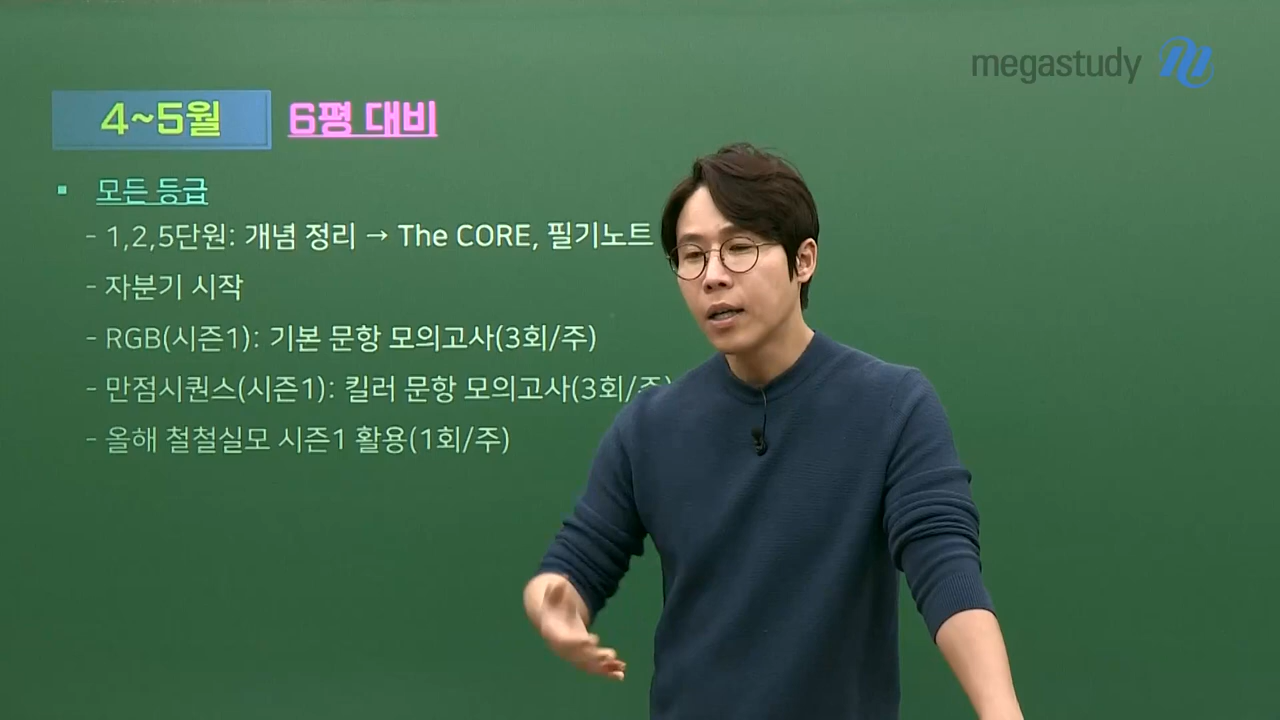 megastudy
4~5월 6평 대비
▪ 모든 등급
- 1,2,5단원: 개념 정리 → The CORE, 필기노트
- 자분기 시작
- RGB(시즌1): 기본 문항 모의고사(3회/주)
- 만점시퀀스(시즌1): 킬러 문항 모의고사(3회/주)
- 올해 철철실모 시즌1 활용(1회/주)